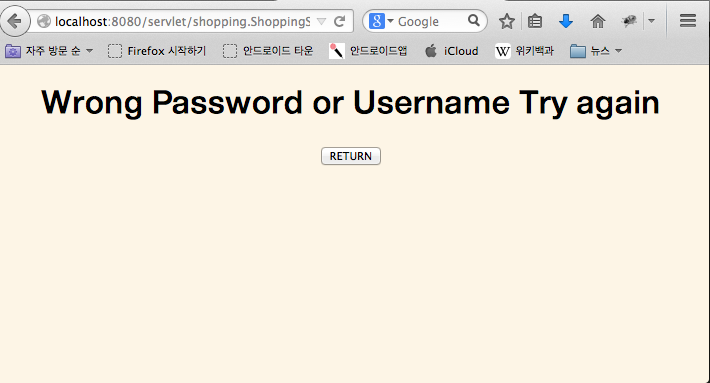 localhost:8080/servlet/shopping.ShoppingS
Google
자주 방문 순
Firefox 시작하기
안드로이드 타운
안드로이드앱
iCloud
위키백과
뉴스
Wrong Password or Username Try again
RETURN